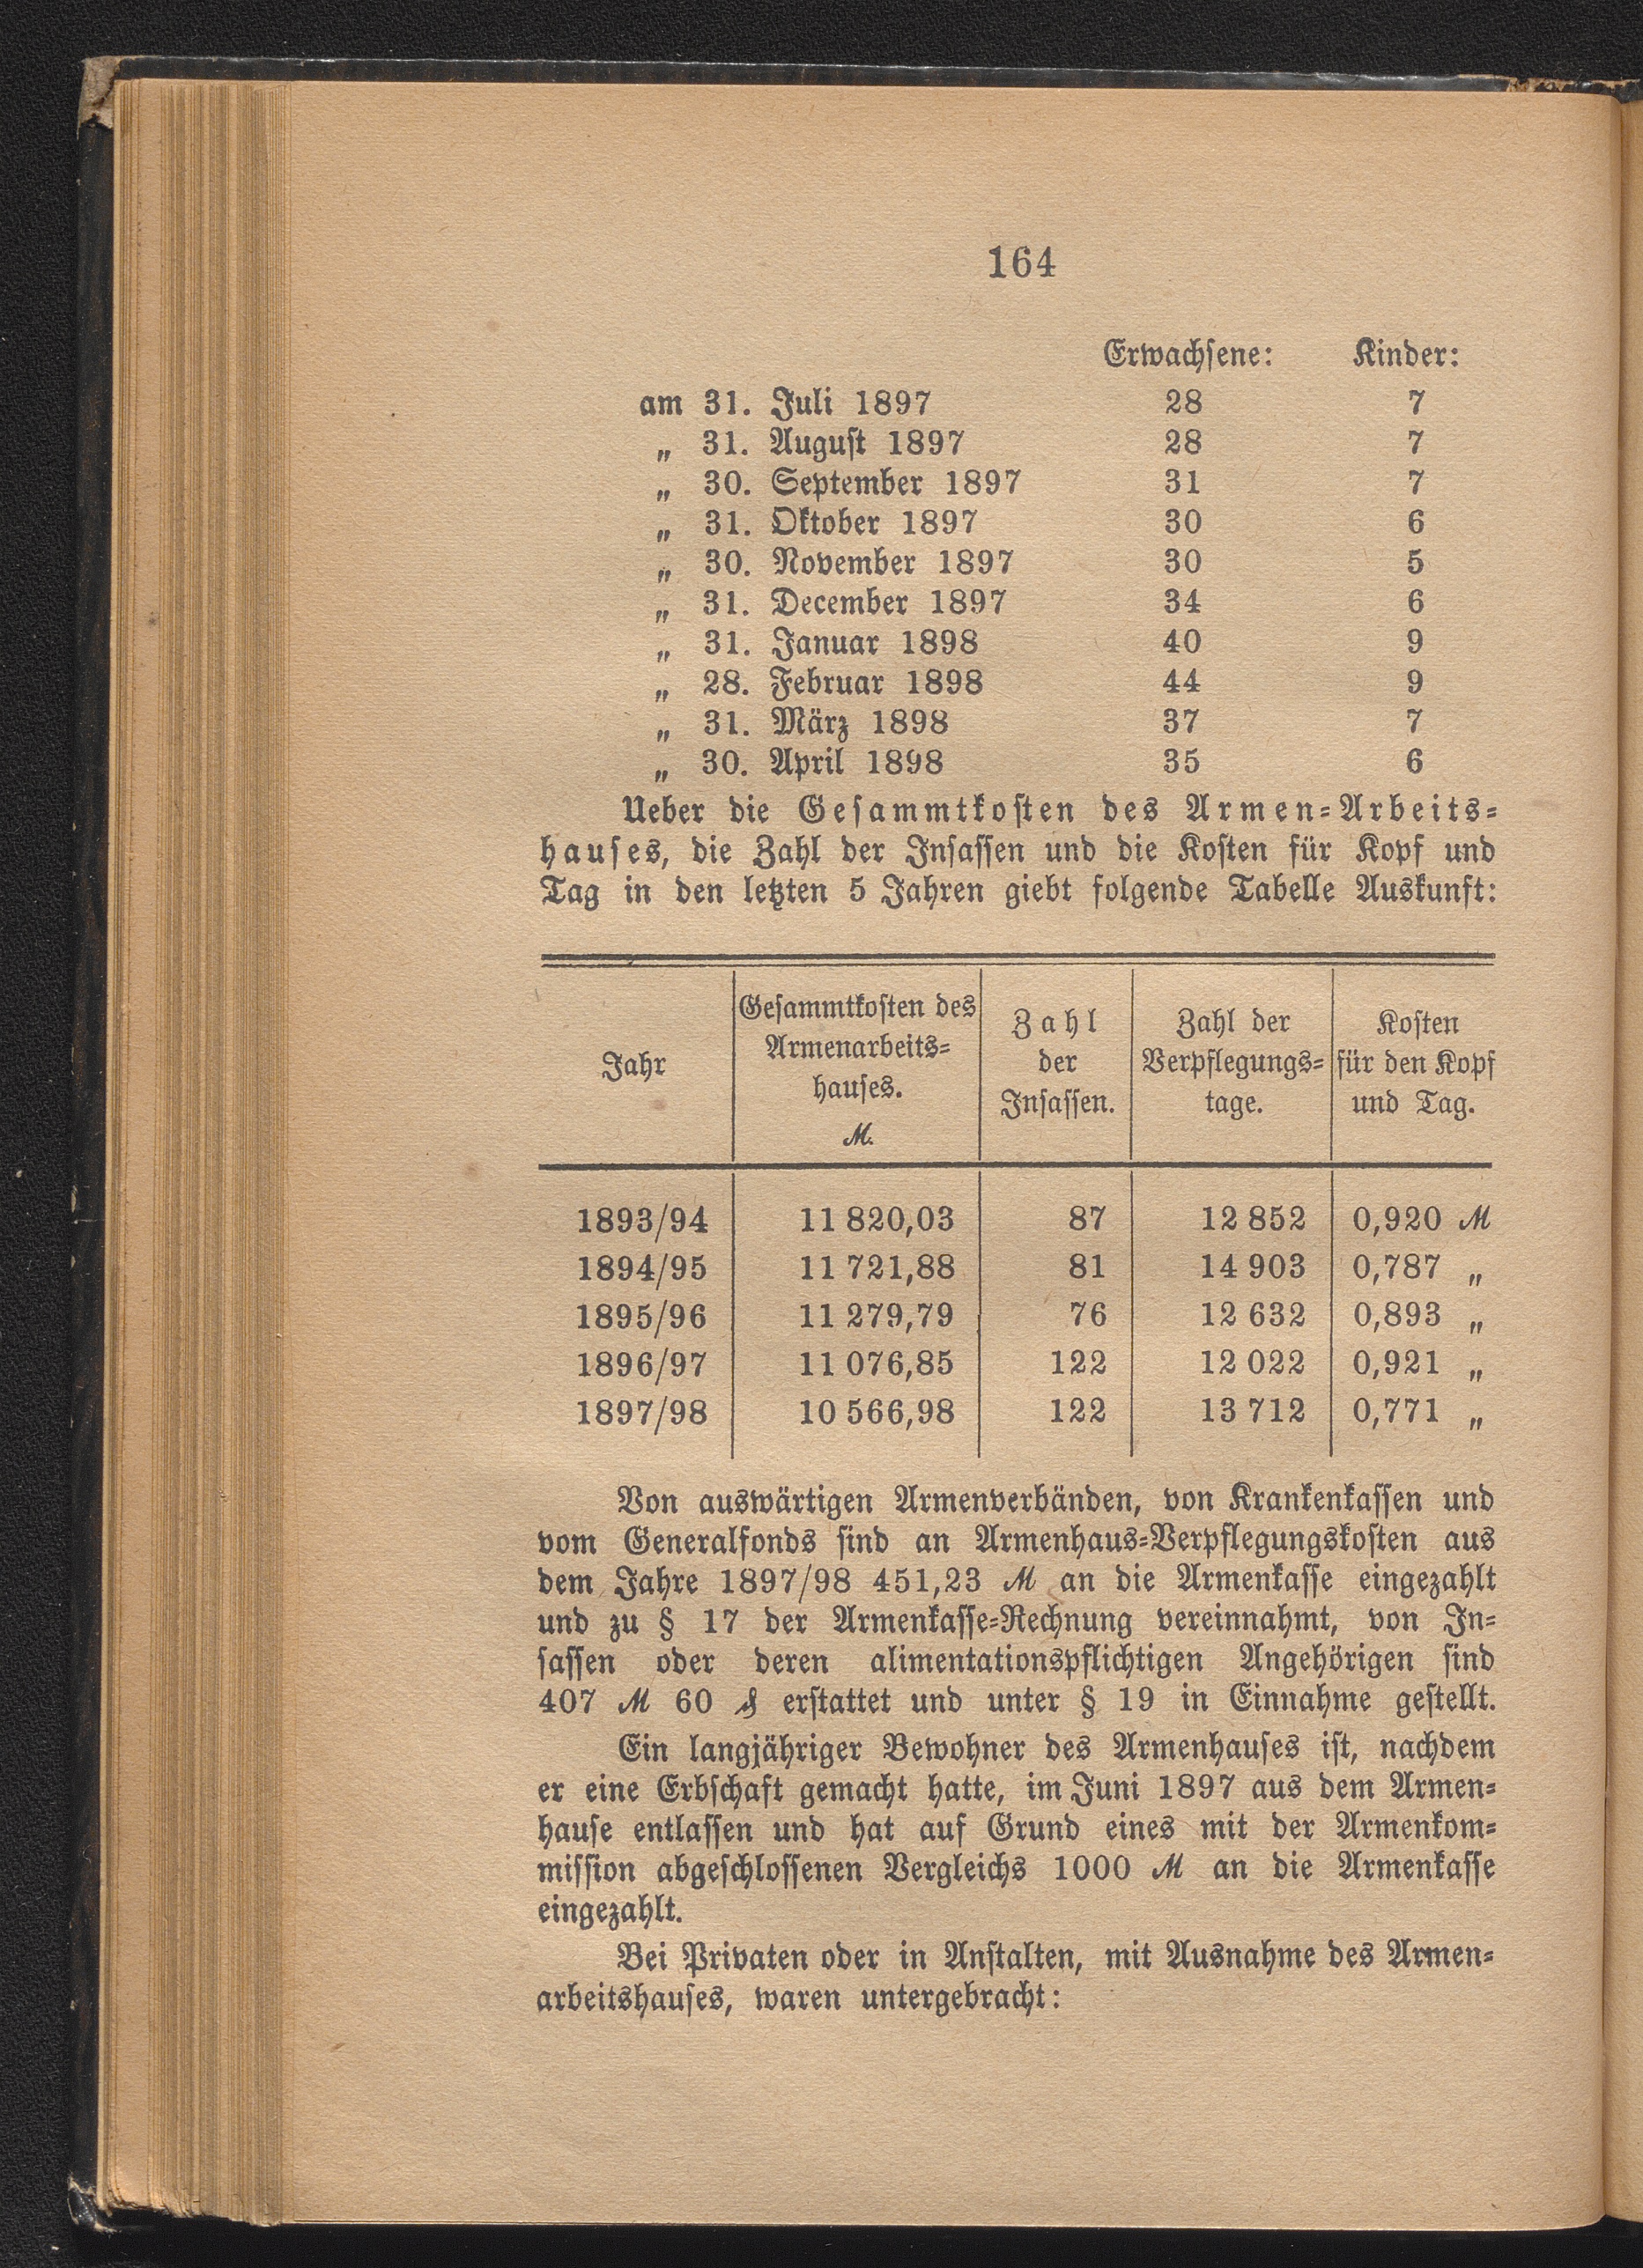 164
Erwachsene: Kinder:
am 31. Juli 1897 28 7
„ 31. August 1897 28 7
„ 30. September 1897 31 7
„ 31. Oktober 1897 30 6
„ 30. November 1897 30 5
„ 31. December 1897 34 6
„ 31. Januar 1898 40 9
„ 28. Februar 1898 44 9
„ 31. März 1898 37 7
„ 30. April 1898 35 6
Ueber die Gesammtkosten des Armen-Arbeits-
hauses, die Zahl der Insassen und die Kosten für Kopf und
Tag in den letzten 5 Jahren giebt folgende Tabelle Auskunft:
Jahr
Gesammtkosten des
Armenarbeits-
hauses.
M.
Zahl
der
Insassen.
Zahl der
Verpflegungs-
tage.
Kosten
für den Kopf
und Tag.
1893/94 11 820,03 87 12 852 0,920 M
1894/95 11 721,88 81 14 903 0,787 „
1895/96 11 279,79 76 12 632 0,893 „
1896/97 11 076,85 122 12 022 0,921 „
1897/98 10 566,98 122 13 712 0,771 „
Von auswärtigen Armenverbänden, von Krankenkassen und
vom Generalfonds sind an Armenhaus-Verpflegungskosten aus
dem Jahre 1897/98 451,23 M an die Armenkasse eingezahlt
und zu § 17 der Armenkasse-Rechnung vereinnahmt, von In-
sassen oder deren alimentationspflichtigen Angehörigen sind
407 M 60 ₰ erstattet und unter § 19 in Einnahme gestellt.
Ein langjähriger Bewohner des Armenhauses ist, nachdem
er eine Erbschaft gemacht hatte, im Juni 1897 aus dem Armen-
hause entlassen und hat auf Grund eines mit der Armenkom-
mission abgeschlossenen Vergleichs 1000 M an die Armenkasse
eingezahlt.
Bei Privaten oder in Anstalten, mit Ausnahme des Armen-
arbeitshauses, waren untergebracht: